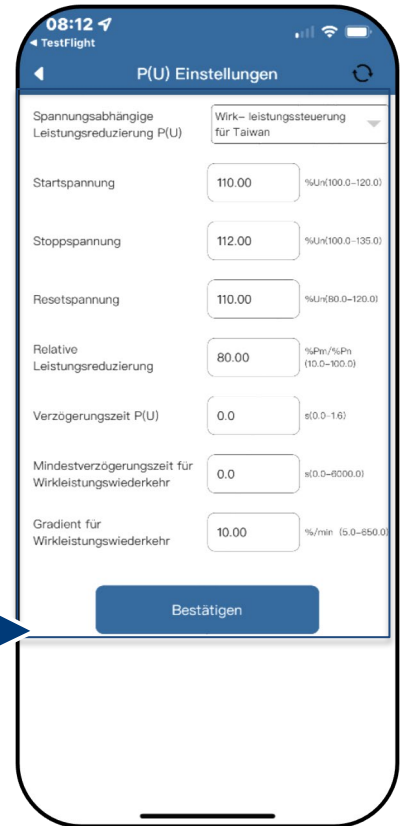 08:12
TestFlight
P(U) Einstellungen
Spannungsabhängige
Leistungsreduzierung P(U)
Wirk– leistungssteuerung
für Taiwan
Startspannung
110.00
%Un(100.0–120.0)
Stoppspannung
112.00
%Un(100.0–135.0)
Resetspannung
110.00
%Un(80.0–120.0)
Relative
Leistungsreduzierung
80.00
%Pm/%Pn
(10.0–100.0)
Verzögerungszeit P(U)
0.0
s(0.0–1.6)
Mindestverzögerungszeit für
Wirkleistungswiederkehr
0.0
s(0.0–6000.0)
Gradient für
Wirkleistungswiederkehr
10.00
%/min (5.0–650.0)
Bestätigen